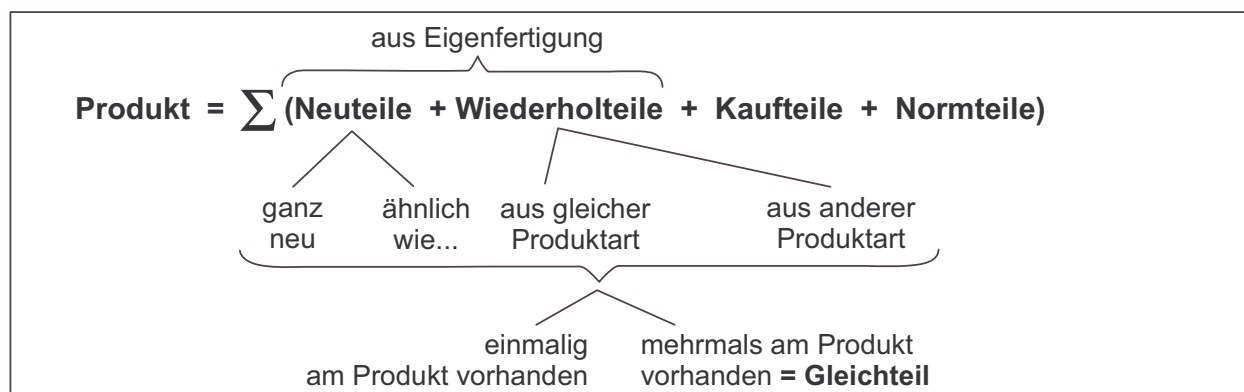 aus Eigenfertigung
Produkt = ∑ (Neuteile + Wiederholteile + Kaufteile + Normteile)
ganz ähnlich aus gleicher aus anderer
neu wie... Produktart Produktart
einmalig mehrmals am Produkt
am Produkt vorhanden vorhanden = Gleichteil